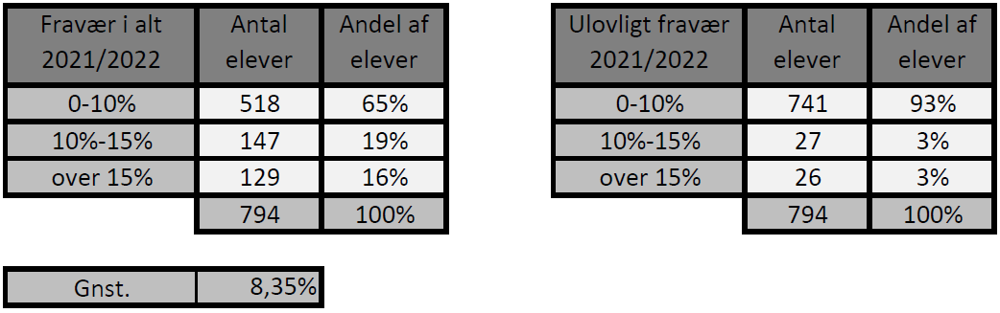 Fravær i alt 2021/2022 Antal elever Andel af elever
0-10% 518 65%
10%-15% 147 19%
over 15% 129 16%
794 100%
Gnst. 8,35%
Ulovligt fravær 2021/2022 Antal elever Andel af elever
0-10% 741 93%
10%-15% 27 3%
over 15% 26 3%
794 100%